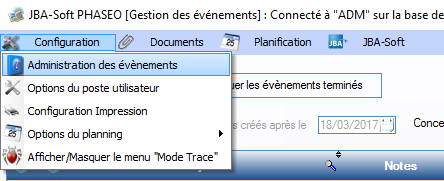 JBA-Soft PHASEO [Gestion des événements] : Connecté à "ADM" sur la base de
Configuration Documents 25 Planification JBA JBA-Soft
Administration des évènements
Options du poste utilisateur
uer les évènements terminés
Configuration Impression
Options du planning
s créés après le 18/03/2017 Conce
Afficher/Masquer le menu "Mode Trace"
Notes